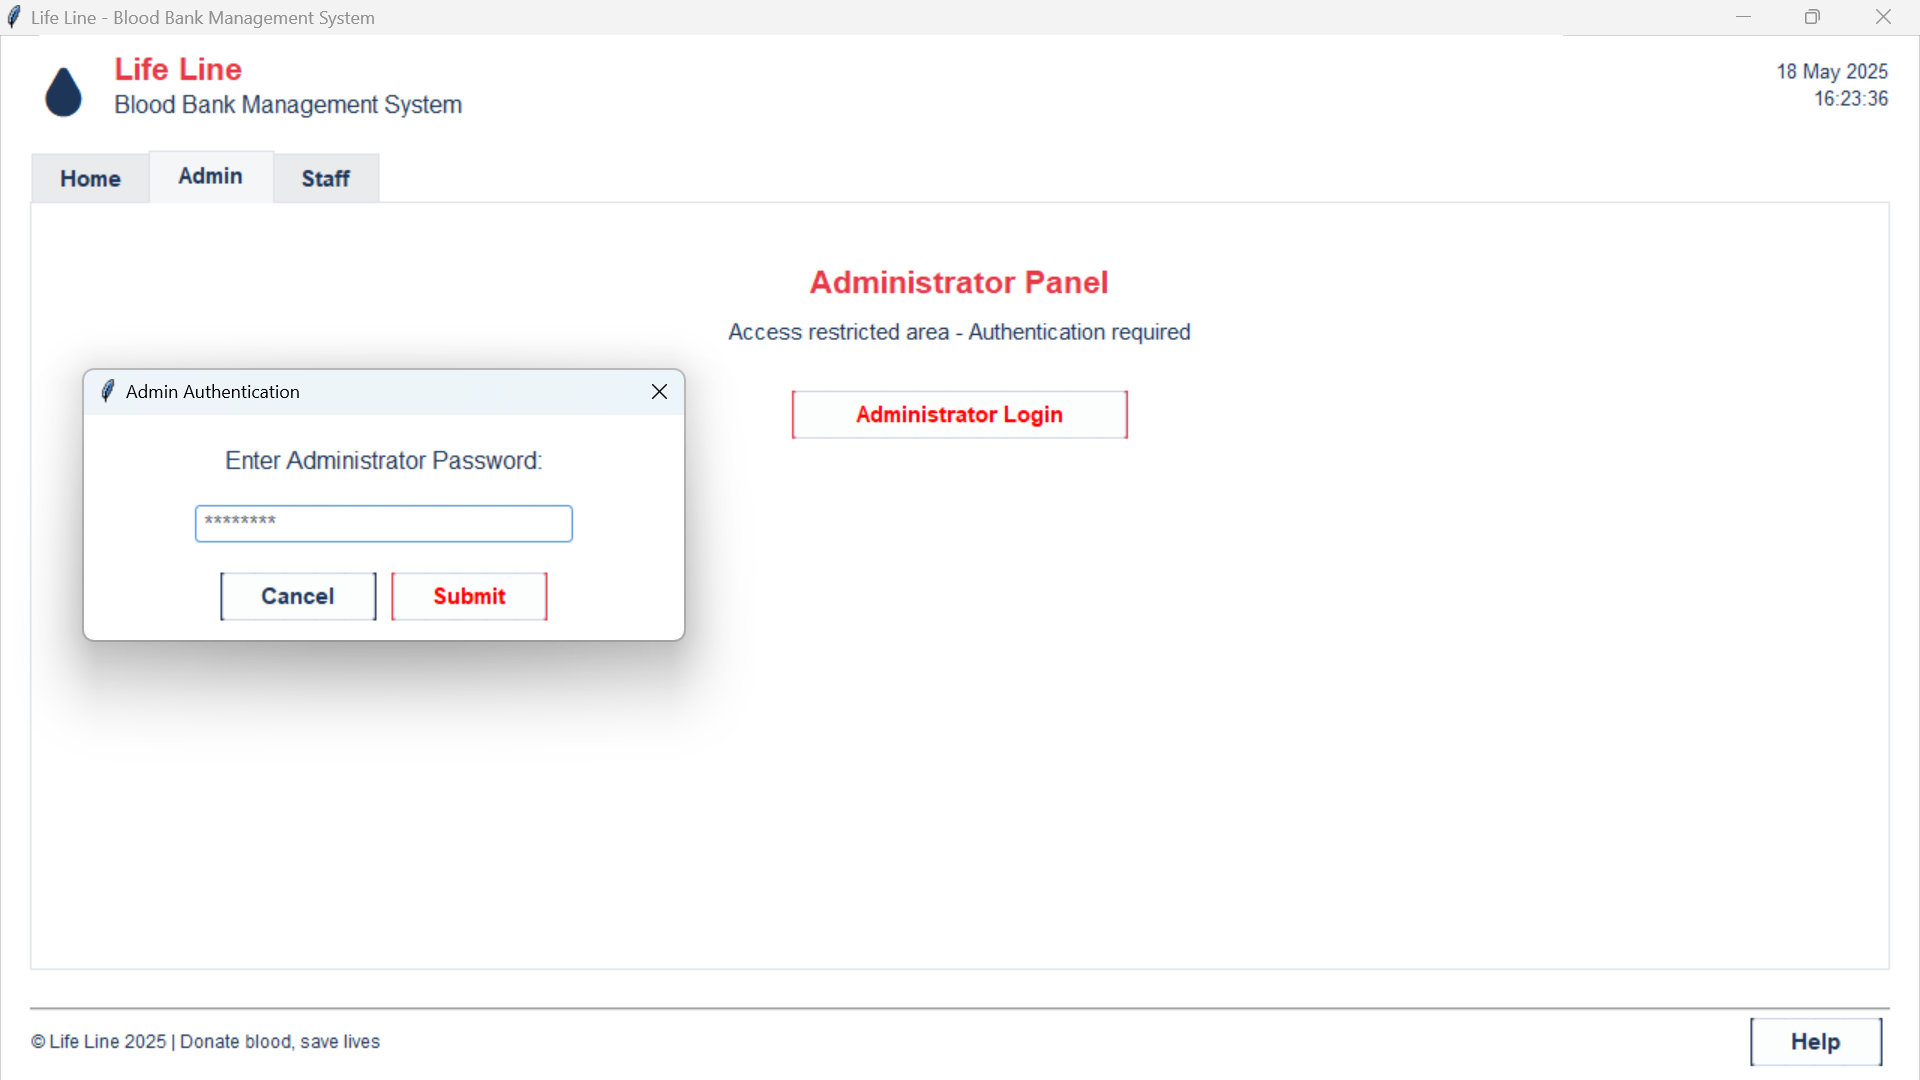 Life Line - Blood Bank Management System
Life Line
Blood Bank Management System
18 May 2025
16:23:36
Home
Admin
Staff
Administrator Panel
Access restricted area - Authentication required
Administrator Login
Admin Authentication
Enter Administrator Password:
********
Cancel
Submit
© Life Line 2025 | Donate blood, save lives
Help